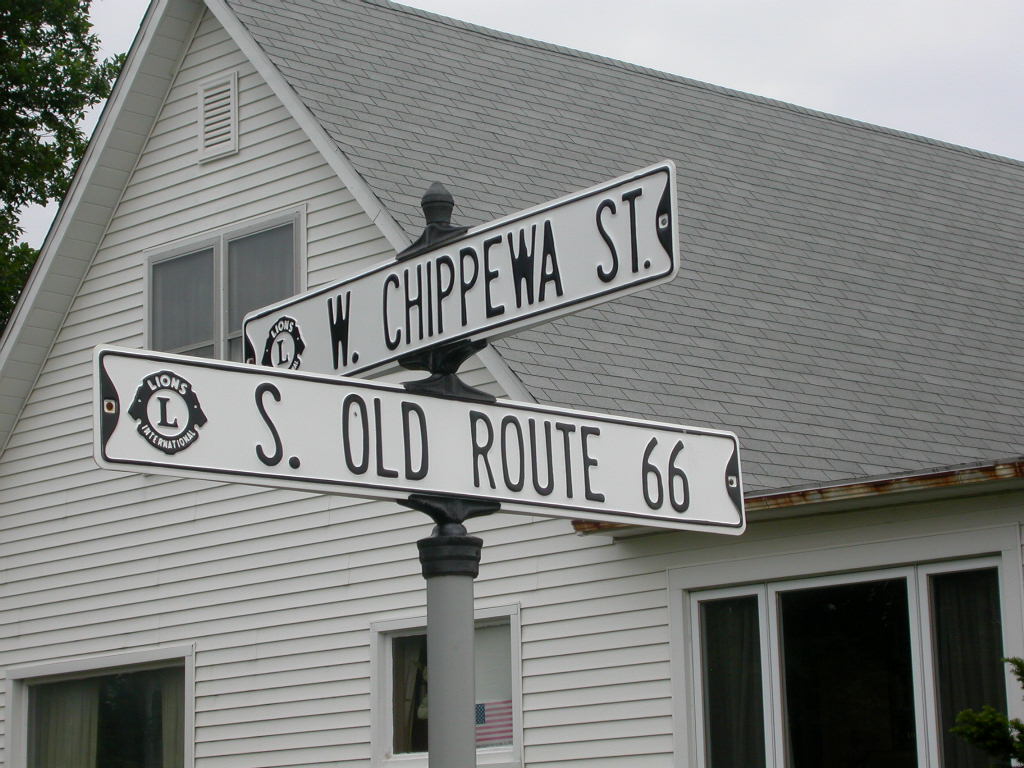 LIONS
L
W. CHIPPEWA ST.
LIONS
L
INTERNATIONAL
S. OLD ROUTE 66